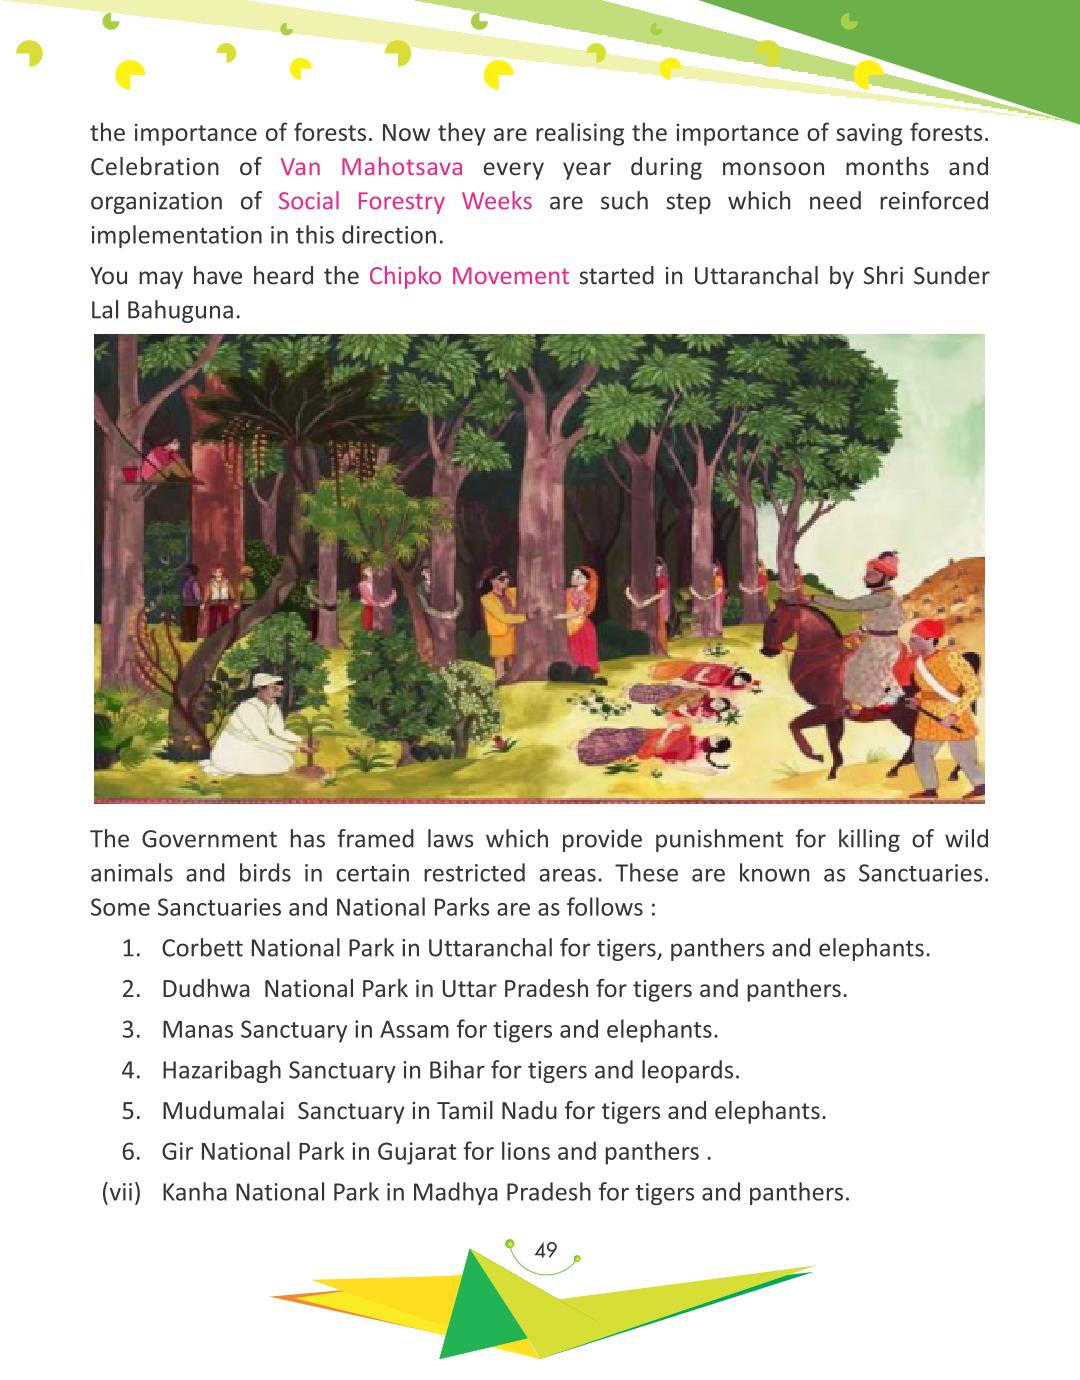 the importance of forests. Now they are realising the importance of saving forests.
Celebration of Van Mahotsava every year during monsoon months and
organization of Social Forestry Weeks are such step which need reinforced
implementation in this direction.
You may have heard the Chipko Movement started in Uttaranchal by Shri Sunder
Lal Bahuguna.
The Government has framed laws which provide punishment for killing of wild
animals and birds in certain restricted areas. These are known as Sanctuaries.
Some Sanctuaries and National Parks are as follows :
1. Corbett National Park in Uttaranchal for tigers, panthers and elephants.
2. Dudhwa National Park in Uttar Pradesh for tigers and panthers.
3. Manas Sanctuary in Assam for tigers and elephants.
4. Hazaribagh Sanctuary in Bihar for tigers and leopards.
5. Mudumalai Sanctuary in Tamil Nadu for tigers and elephants.
6. Gir National Park in Gujarat for lions and panthers .
(vii) Kanha National Park in Madhya Pradesh for tigers and panthers.
49